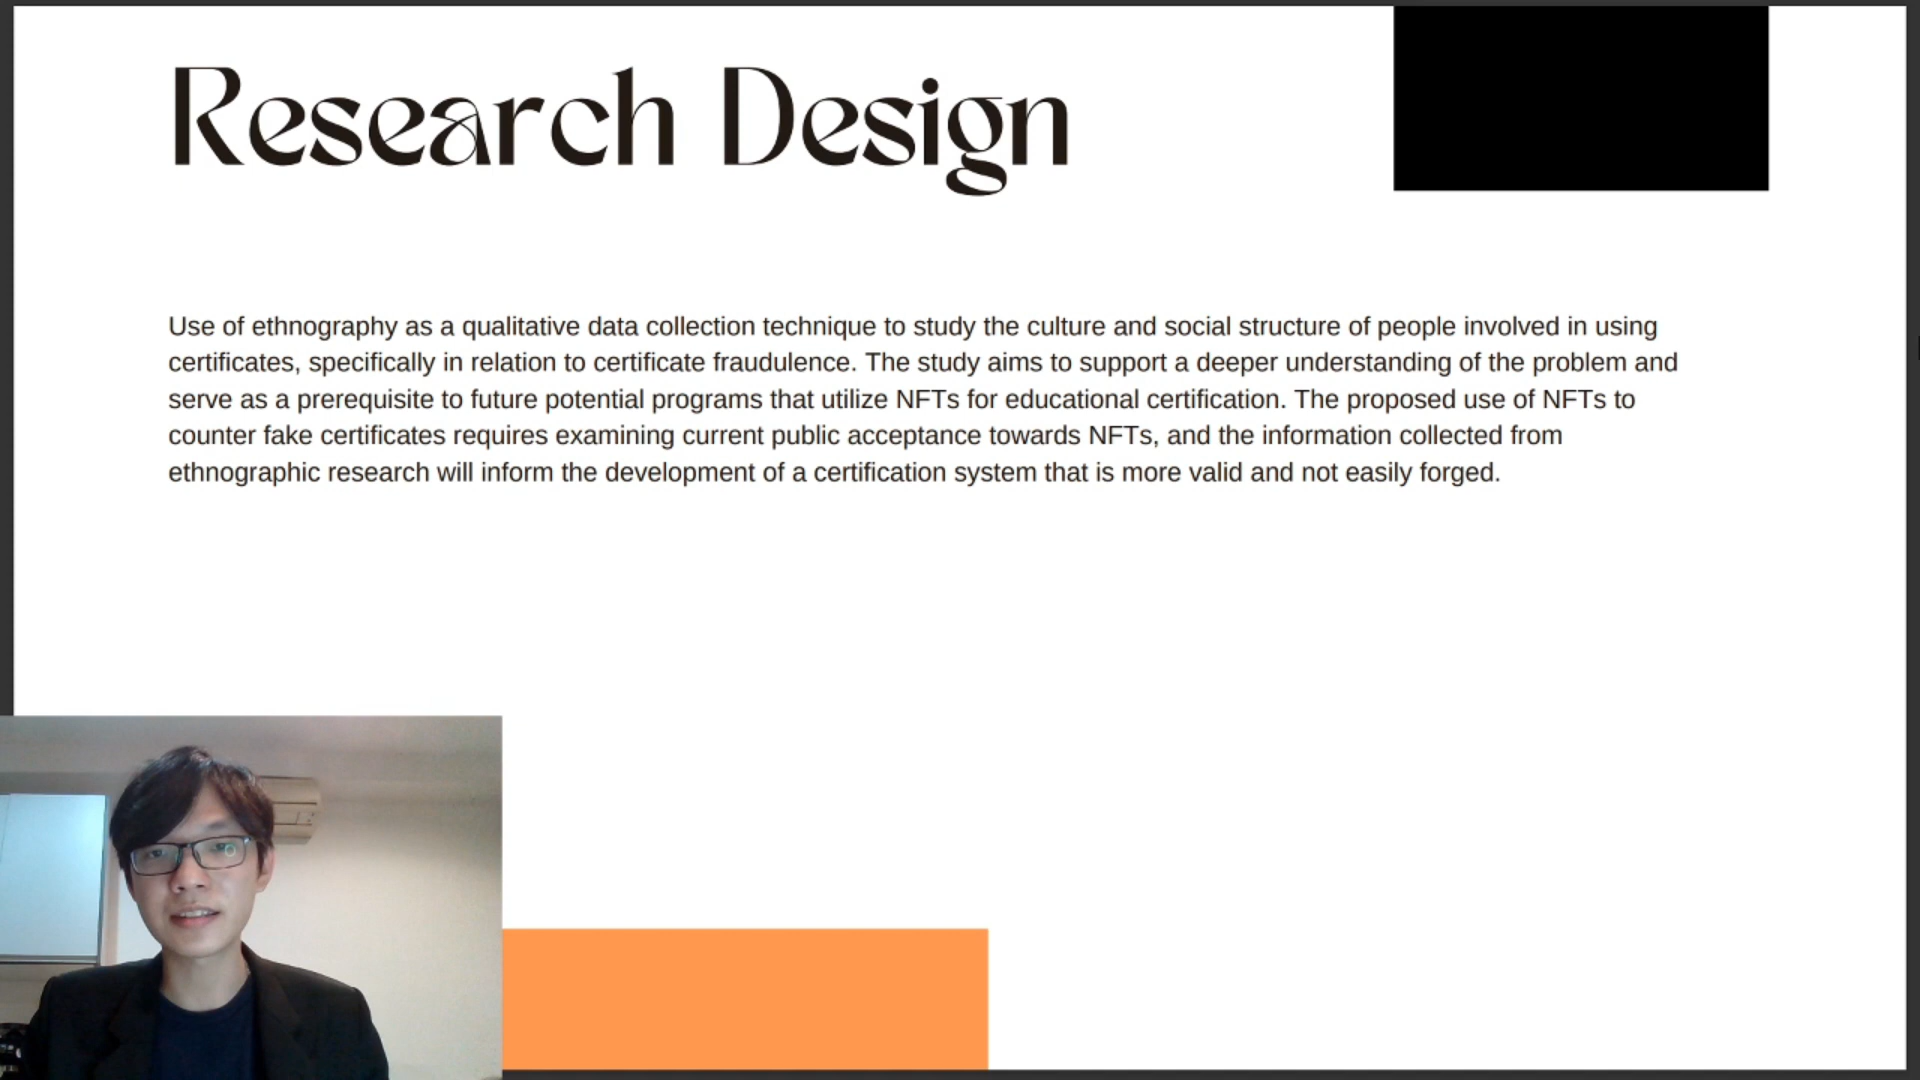 Research Design
Use of ethnography as a qualitative data collection technique to study the culture and social structure of people involved in using
certificates, specifically in relation to certificate fraudulence. The study aims to support a deeper understanding of the problem and
serve as a prerequisite to future potential programs that utilize NFTs for educational certification. The proposed use of NFTs to
counter fake certificates requires examining current public acceptance towards NFTs, and the information collected from
ethnographic research will inform the development of a certification system that is more valid and not easily forged.